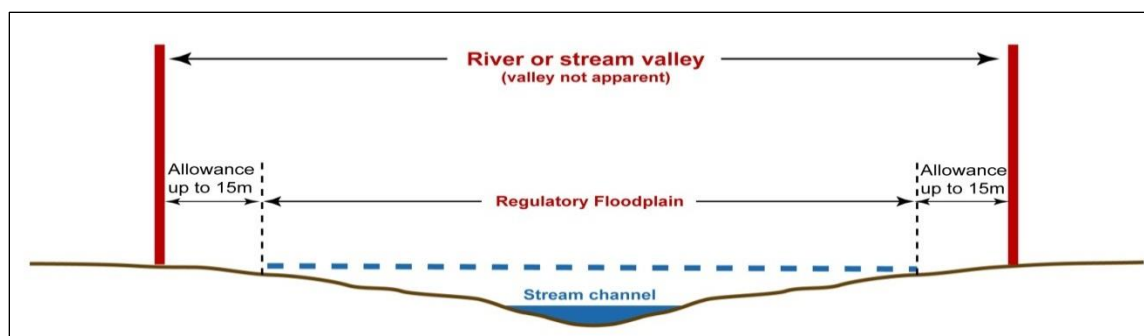 River or stream valley
(valley not apparent)
Allowance
up to 15m
Regulatory Floodplain
Allowance
up to 15m
Stream channel